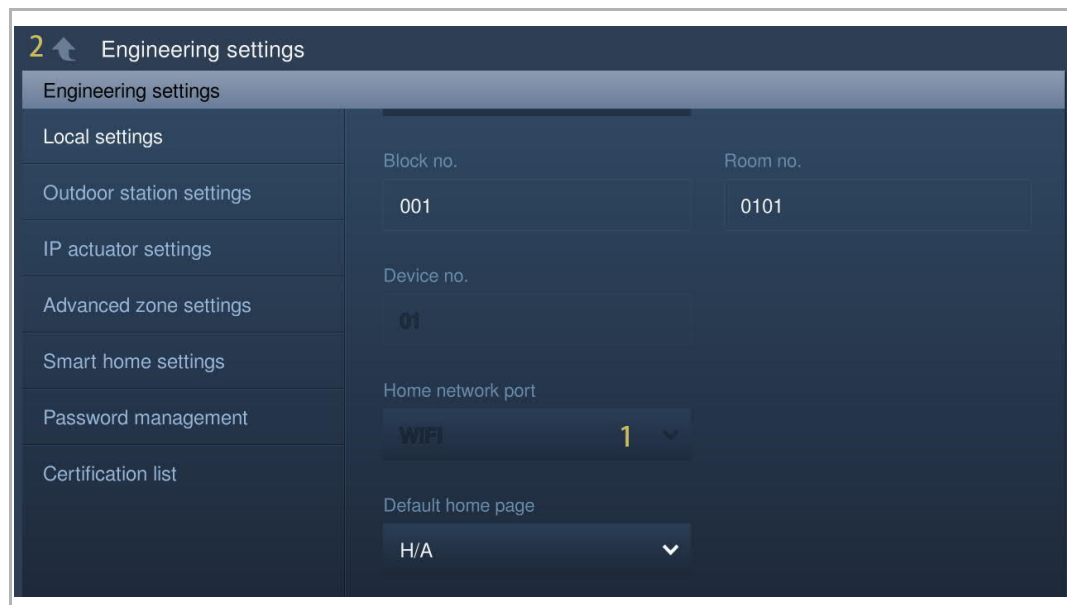 2 Engineering settings
Engineering settings
Local settings
Outdoor station settings
IP actuator settings
Advanced zone settings
Smart home settings
Password management
Certification list
Block no. Room no.
001 0101
Device no.
01
Home network port
WIFI 1
Default home page
H/A